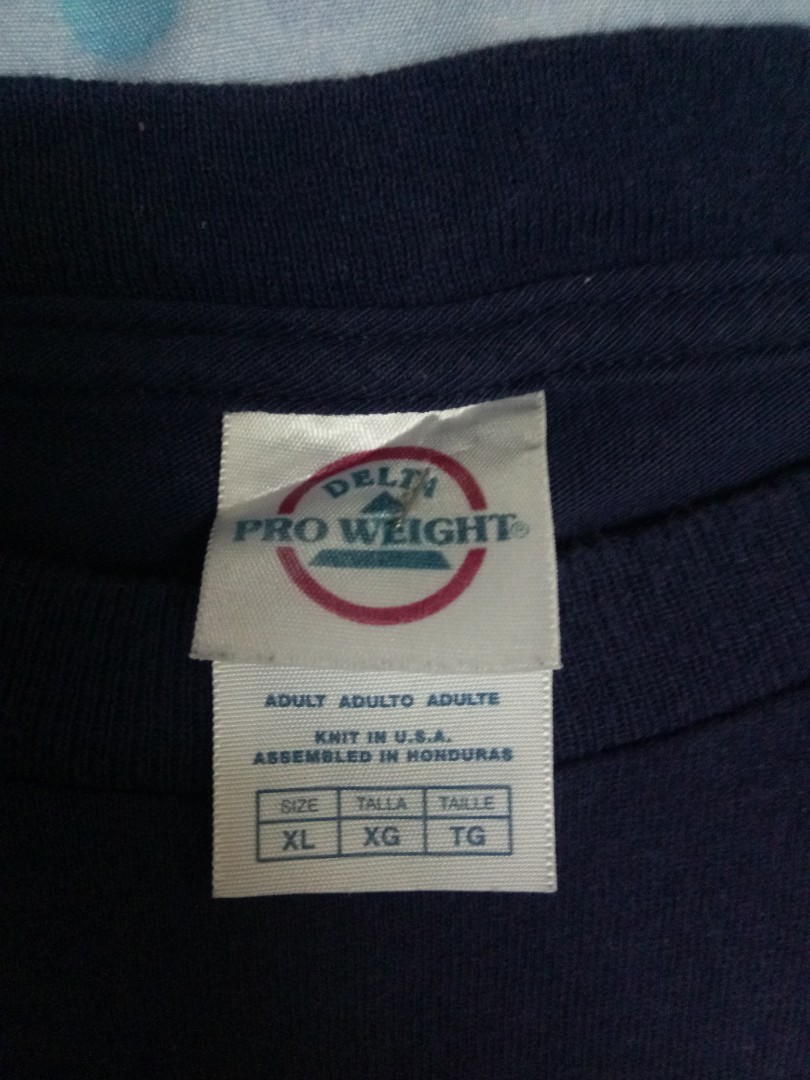 DELTA
PRO WEIGHT®
ADULT ADULTO ADULTE
KNIT IN U.S.A.
ASSEMBLED IN HONDURAS
SIZE TALLA TAILLE
XL XG TG